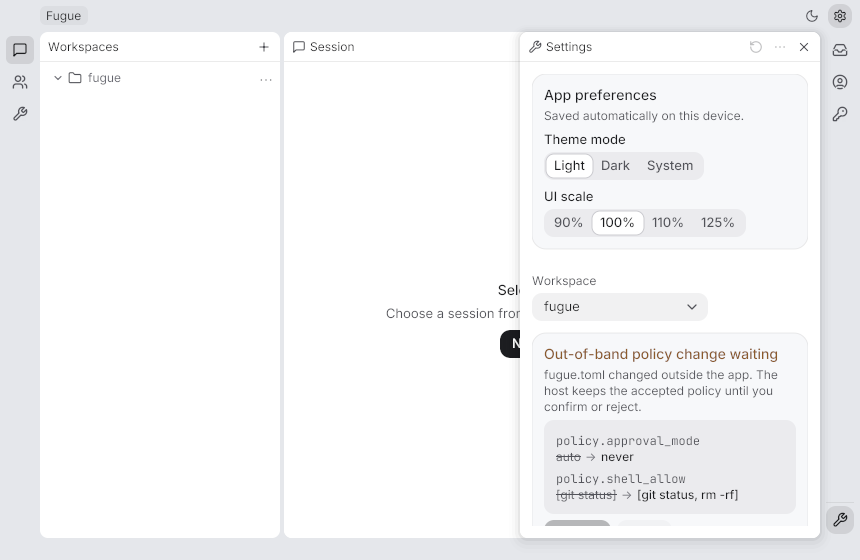 Fugue
Workspaces
fugue
Session
Choose a session
Settings
App preferences
Saved automatically on this device.
Theme mode
Light Dark System
UI scale
90% 100% 110% 125%
Workspace
fugue
Out-of-band policy change waiting
fugue.toml changed outside the app. The
host keeps the accepted policy until you
confirm or reject.
policy.approval_mode
auto → never
policy.shell_allow
[git status] → [git status, rm -rf]